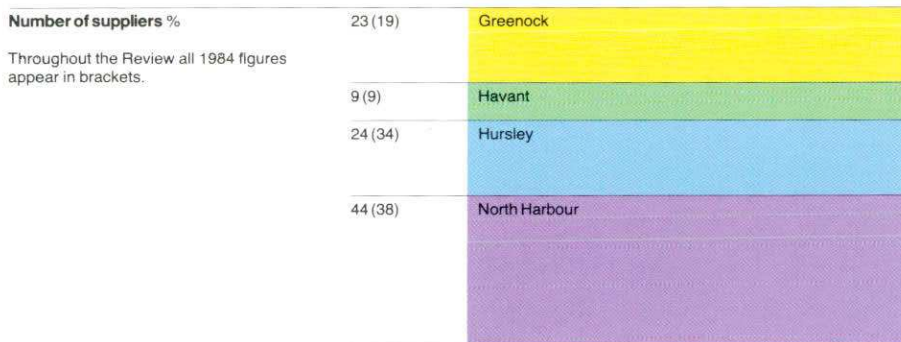 Number of suppliers %
Throughout the Review all 1984 figures
appear in brackets.
23 (19) Greenock
9 (9) Havant
24 (34) Hursley
44 (38) North Harbour